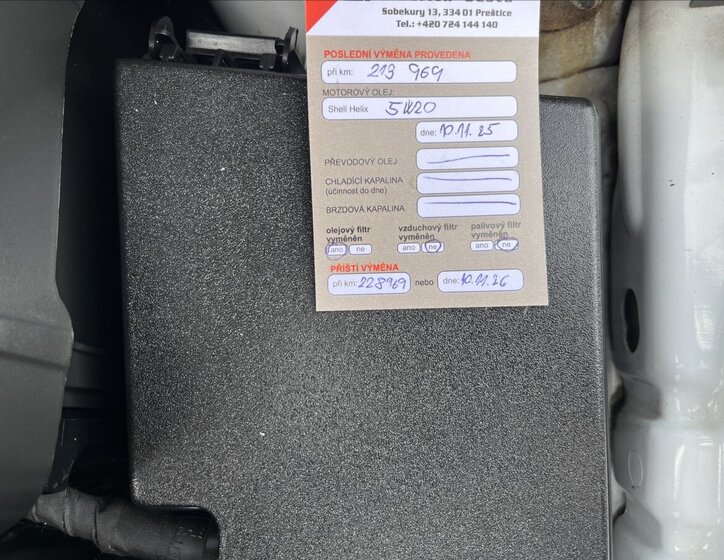 Sobekury 13, 334 01 Preštice
Tel.: +420 724 144 140
POSLEDNÍ VÝMĚNA PROVEDENA
při km: 213 969
MOTOROVÝ OLEJ:
Shell Helix 5W20
dne: 10.11.25
PŘEVODOVÝ OLEJ
CHLADÍCÍ KAPALINA
(účinnost do dne)
BRZDOVÁ KAPALINA
olejový filtr vzduchový filtr palivový filtr
vyměněn vyměněn vyměněn
ano ne ano ne ano ne
PŘÍŠTÍ VÝMĚNA
při km: 228969 nebo dne: 10.11.26